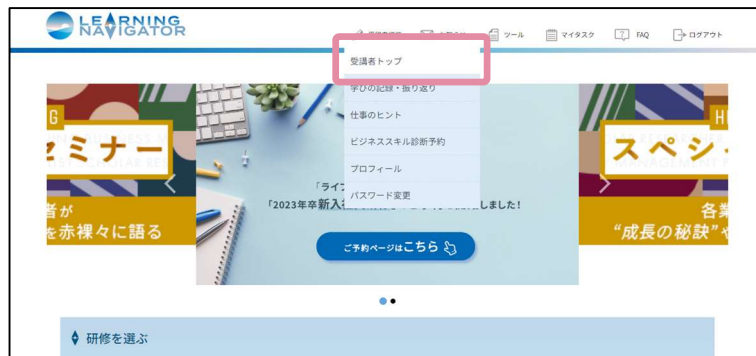 LEARNING
NAVIGATOR
ツール
マイタスク
FAQ
ログアウト
受講者トップ
学びの記録・振り返り
仕事のヒント
ビジネススキル診断予約
プロフィール
パスワード変更
G
セミナー
者が
を赤裸々に語る
「ライフ
「2023年卒新入社
しました!
ご予約ページはこちら
H
スペシ
各業
“成長の秘訣”や
研修を選ぶ